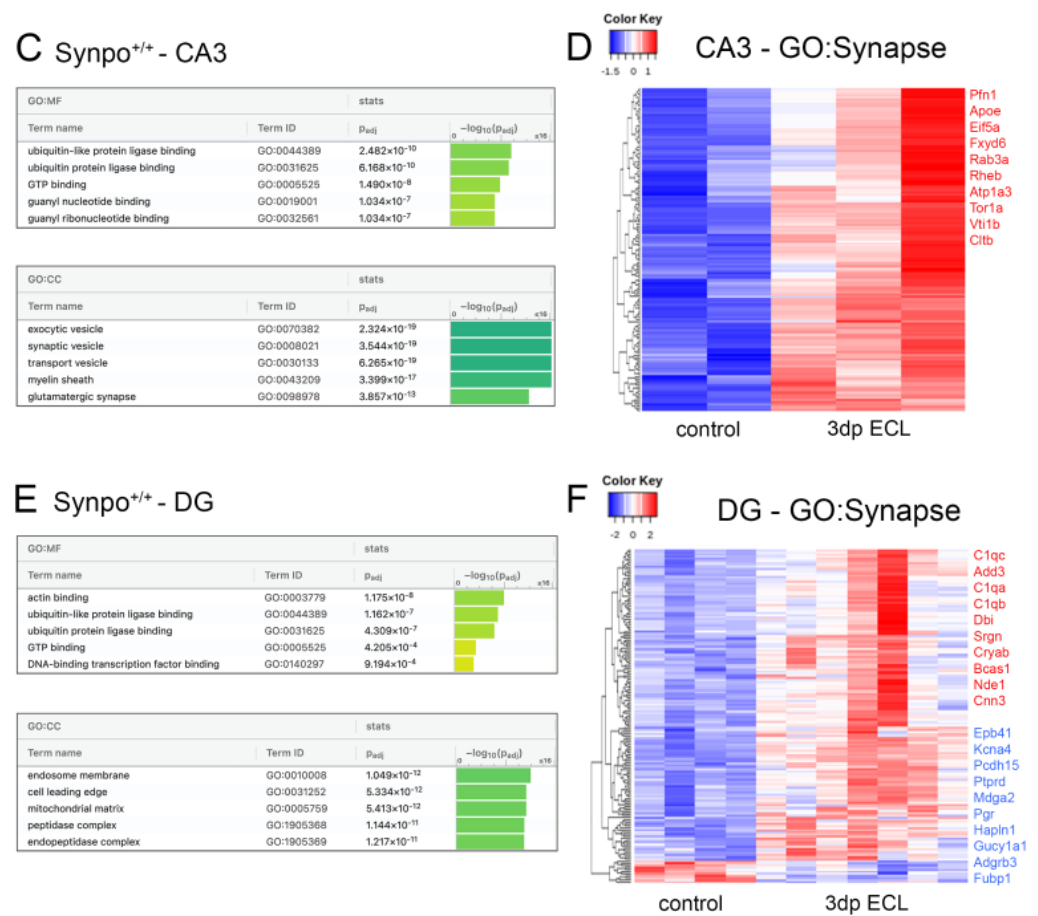 C Synpo+/+ - CA3
GO:MF stats
Term name Term ID padj −log10(padj)
0 ≤16
ubiquitin-like protein ligase binding GO:0044389 2.482×10-10
ubiquitin protein ligase binding GO:0031625 6.168×10-10
GTP binding GO:0005525 1.490×10-8
guanyl nucleotide binding GO:0019001 1.034×10-7
guanyl ribonucleotide binding GO:0032561 1.034×10-7
GO:CC stats
Term name Term ID padj −log10(padj)
0 ≤16
exocytic vesicle GO:0070382 2.324×10-19
synaptic vesicle GO:0008021 3.544×10-19
transport vesicle GO:0030133 6.265×10-19
myelin sheath GO:0043209 3.399×10-17
glutamatergic synapse GO:0098978 3.857×10-13
D
Color Key
-1.5 0 1
CA3 - GO:Synapse
Pfn1
Apoe
Eif5a
Fxyd6
Rab3a
Rheb
Atp1a3
Tor1a
Vti1b
Cltb
control 3dp ECL
E Synpo+/+ - DG
GO:MF stats
Term name Term ID padj −log10(padj)
0 ≤16
actin binding GO:0003779 1.175×10-8
ubiquitin-like protein ligase binding GO:0044389 1.162×10-7
ubiquitin protein ligase binding GO:0031625 4.309×10-7
GTP binding GO:0005525 4.205×10-4
DNA-binding transcription factor binding GO:0140297 9.194×10-4
GO:CC stats
Term name Term ID padj −log10(padj)
0 ≤16
endosome membrane GO:0010008 1.049×10-12
cell leading edge GO:0031252 5.334×10-12
mitochondrial matrix GO:0005759 5.413×10-12
peptidase complex GO:1905368 1.144×10-11
endopeptidase complex GO:1905369 1.217×10-11
F
Color Key
-2 0 2
DG - GO:Synapse
C1qc
Add3
C1qa
C1qb
Dbi
Srgn
Cryab
Bcas1
Nde1
Cnn3
Epb41
Kcna4
Pcdh15
Ptprd
Mdga2
Pgr
Hapln1
Gucy1a1
Adgrb3
Fubp1
control 3dp ECL